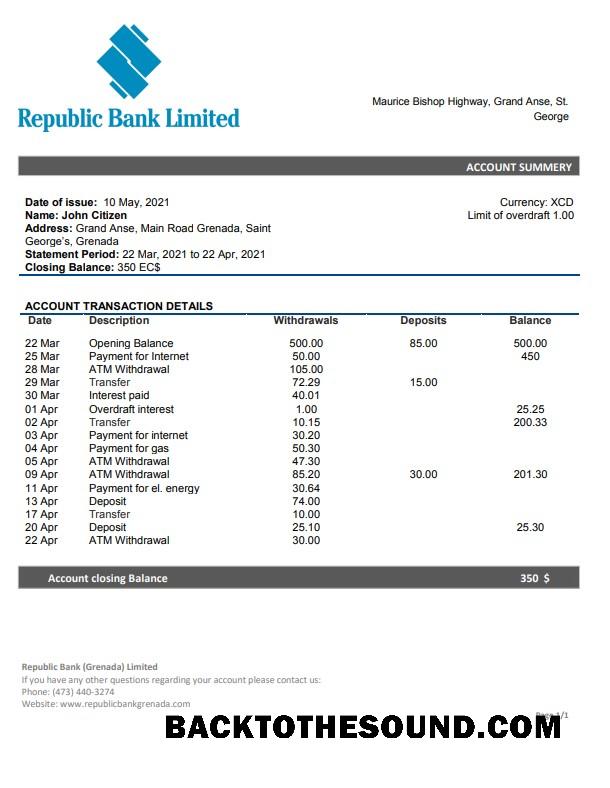 Republic Bank Limited
Maurice Bishop Highway, Grand Anse, St.
George
ACCOUNT SUMMERY
Date of issue: 10 May, 2021
Currency: XCD
Name: John Citizen
Limit of overdraft 1.00
Address: Grand Anse, Main Road Grenada, Saint
George's, Grenada
Statement Period: 22 Mar, 2021 to 22 Apr, 2021
Closing Balance: 350 EC$
ACCOUNT TRANSACTION DETAILS
Date Description Withdrawals Deposits Balance
22 Mar Opening Balance 500.00 85.00 500.00
25 Mar Payment for Internet 50.00 450
28 Mar ATM Withdrawal 105.00
29 Mar Transfer 72.29 15.00
30 Mar Interest paid 40.01
01 Apr Overdraft interest 1.00 25.25
02 Apr Transfer 10.15 200.33
03 Apr Payment for internet 30.20
04 Apr Payment for gas 50.30
05 Apr ATM Withdrawal 47.30
09 Apr ATM Withdrawal 85.20 30.00 201.30
11 Apr Payment for el. energy 30.64
13 Apr Deposit 74.00
17 Apr Transfer 10.00
20 Apr Deposit 25.10 25.30
22 Apr ATM Withdrawal 30.00
Account closing Balance 350 $
Republic Bank (Grenada) Limited
If you have any other questions regarding your account please contact us:
Phone: (473) 440-3274
Website: www.republicbankgrenada.com
Page 1/1
BACKTOTHESOUND.COM